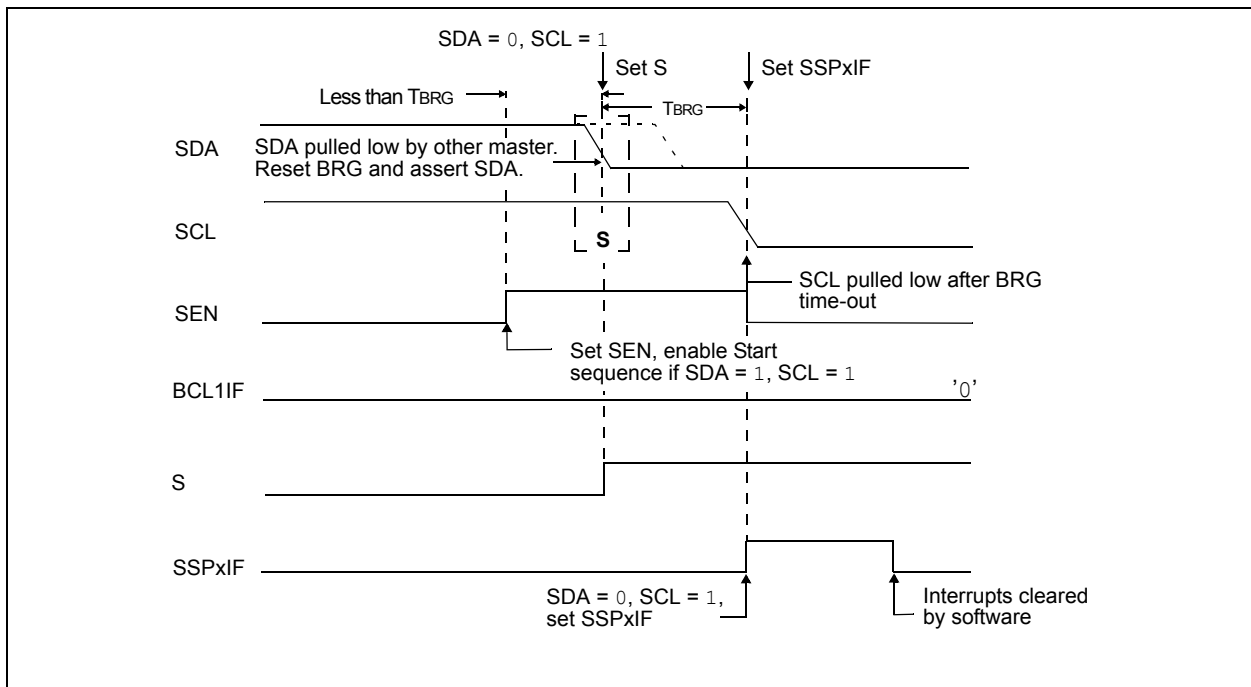 SDA = 0, SCL = 1
Set S
Set SSPxIF
Less than TBRG
TBRG
SDA
SDA pulled low by other master.
Reset BRG and assert SDA.
SCL
S
SCL pulled low after BRG
time-out
SEN
Set SEN, enable Start
sequence if SDA = 1, SCL = 1
BCL1IF
'0'
S
SSPxIF
SDA = 0, SCL = 1,
set SSPxIF
Interrupts cleared
by software